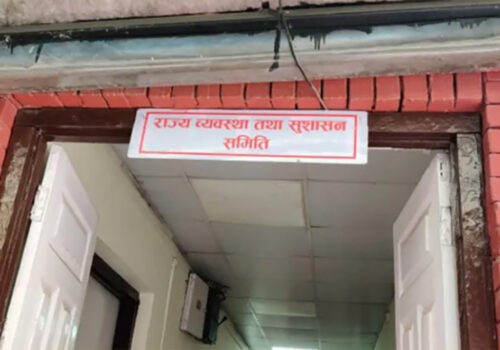 राज्य व्यवस्था तथा सुशासन
समिति